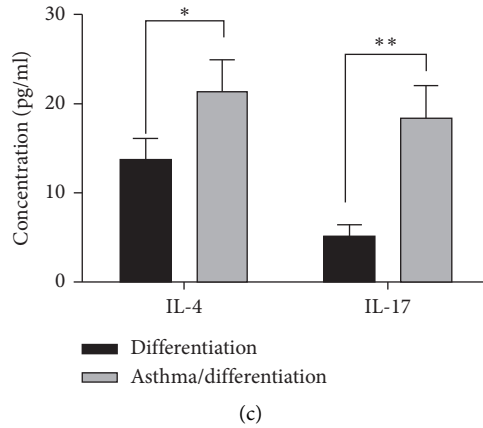 30
*
**
20
10
0
Concentration (pg/ml)
IL-4
IL-17
Differentiation
Asthma/differentiation
(c)